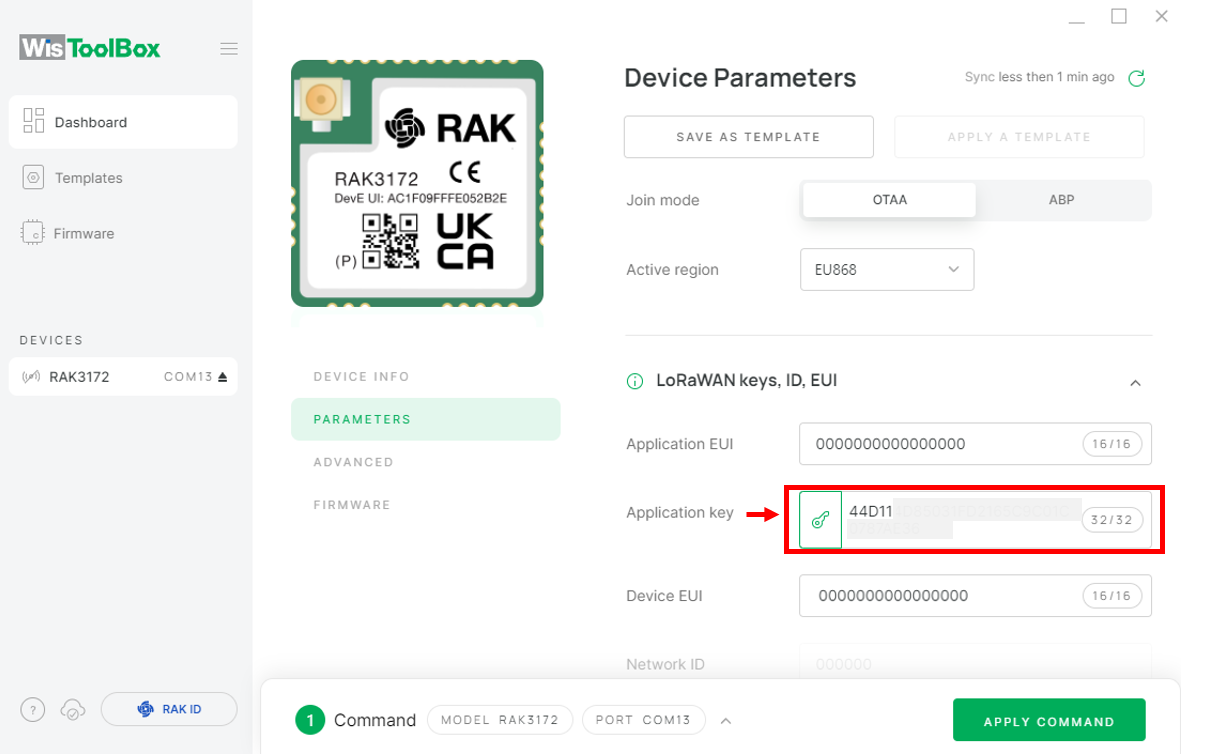 WisToolBox
Dashboard
Templates
Firmware
DEVICES
RAK3172 COM13
? RAK ID
RAK
RAK3172
DevE UI: AC1F09FFFE052B2E
(P)
UK
CA
DEVICE INFO
PARAMETERS
ADVANCED
FIRMWARE
Device Parameters
Sync less then 1 min ago
SAVE AS TEMPLATE APPLY A TEMPLATE
Join mode OTAA ABP
Active region EU868
LoRaWAN keys, ID, EUI
Application EUI 0000000000000000 16/16
Application key 44D11 32/32
Device EUI 0000000000000000 16/16
Network ID 000000
1 Command MODEL RAK3172 PORT COM13 APPLY COMMAND